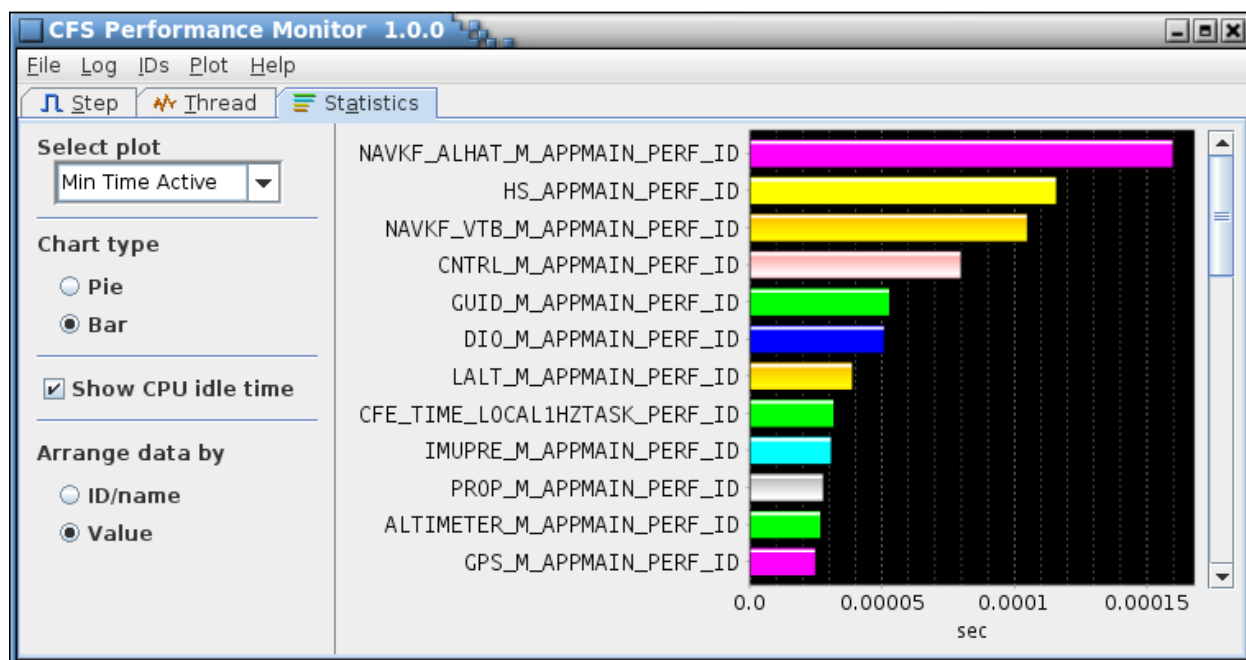 CFS Performance Monitor 1.0.0
File Log IDs Plot Help
Step Thread Statistics
Select plot
Min Time Active
Chart type
Pie
Bar
Show CPU idle time
Arrange data by
ID/name
Value
NAVKF_ALHAT_M_APPMAIN_PERF_ID
HS_APPMAIN_PERF_ID
NAVKF_VTB_M_APPMAIN_PERF_ID
CNTRL_M_APPMAIN_PERF_ID
GUID_M_APPMAIN_PERF_ID
DIO_M_APPMAIN_PERF_ID
LALT_M_APPMAIN_PERF_ID
CFE_TIME_LOCAL1HZTASK_PERF_ID
IMUPRE_M_APPMAIN_PERF_ID
PROP_M_APPMAIN_PERF_ID
ALTIMETER_M_APPMAIN_PERF_ID
GPS_M_APPMAIN_PERF_ID
0.0 0.00005 0.0001 0.00015
sec